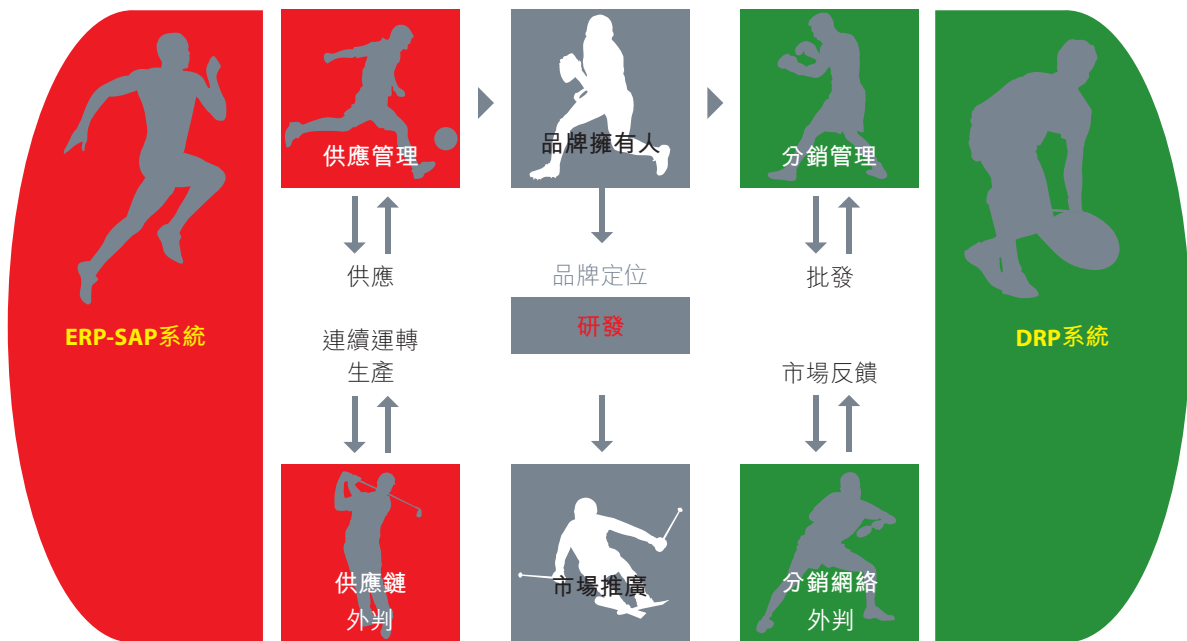 供應管理
品牌擁有人
分銷管理
供應
品牌定位
批發
ERP-SAP系統
連續運轉
生產
研發
市場反饋
DRP系統
供應鏈
外判
市場推廣
分銷網絡
外判